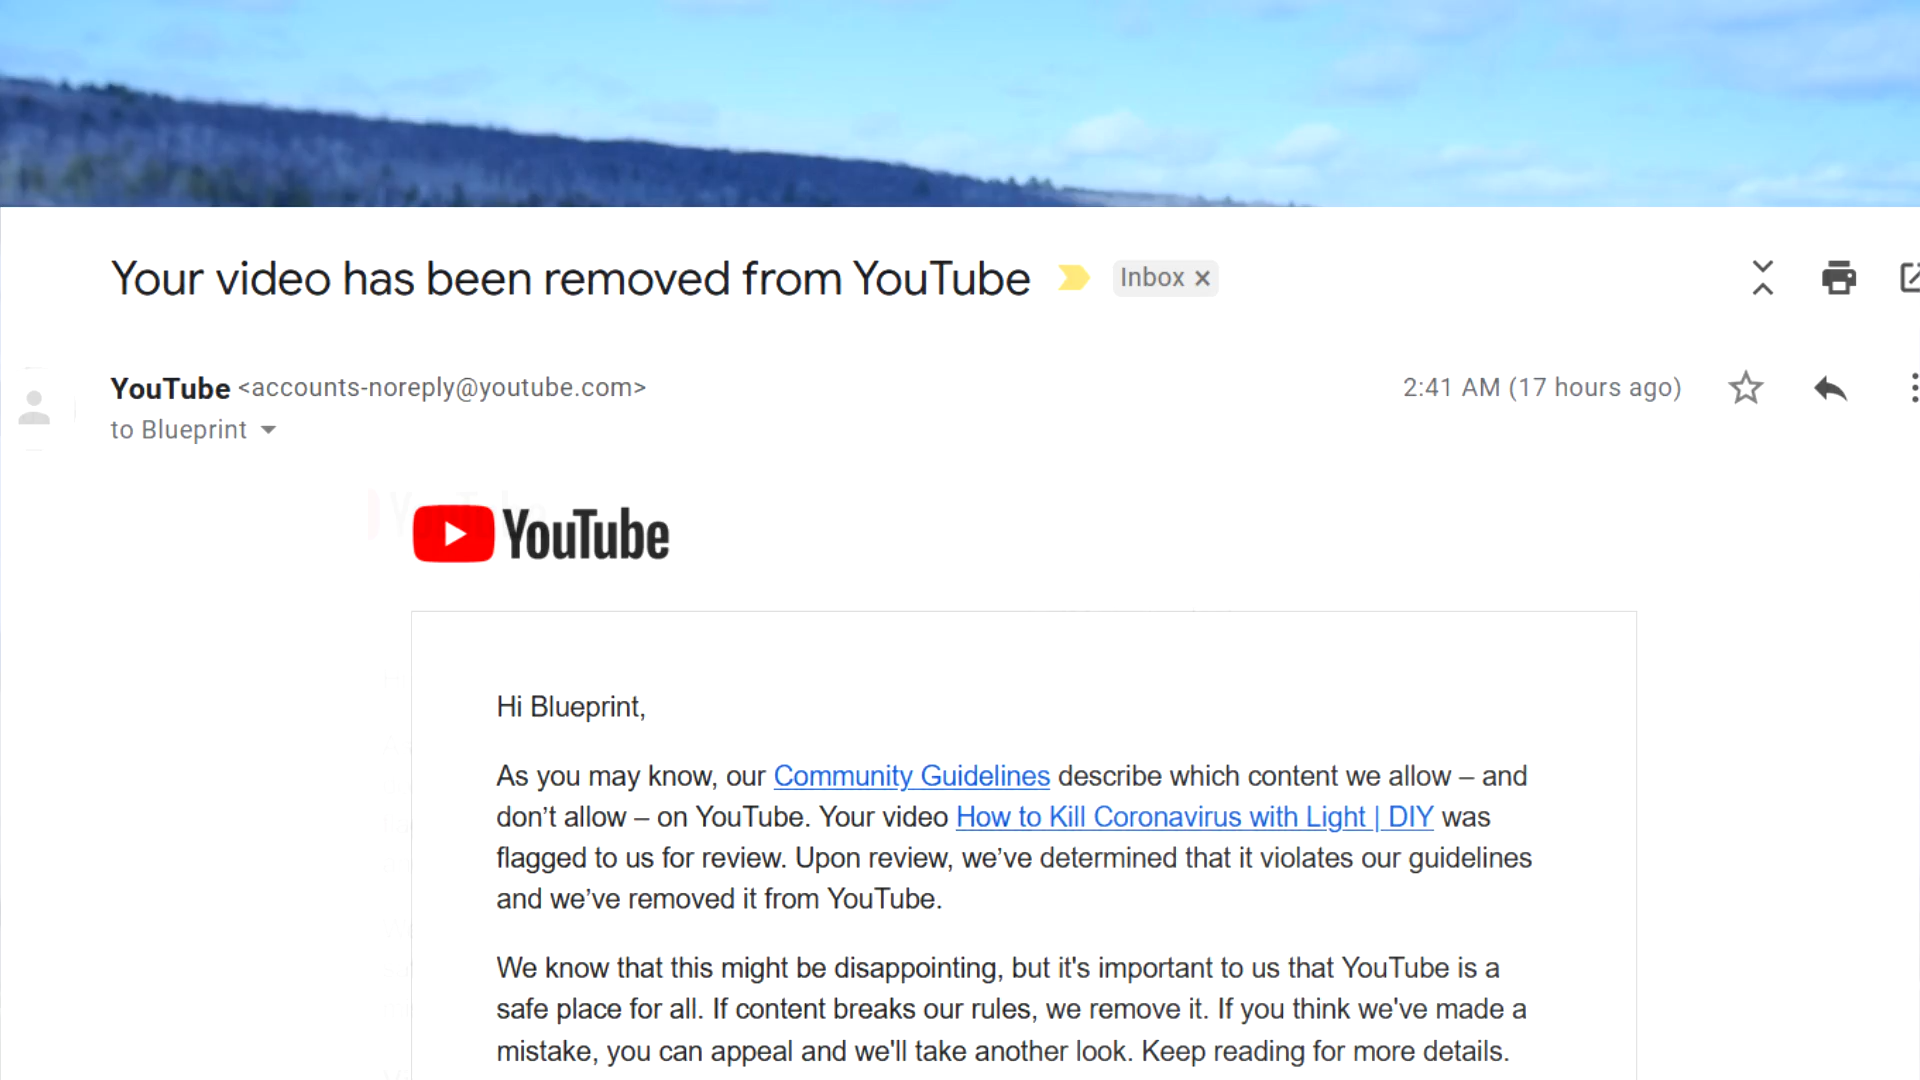 Your video has been removed from YouTube Inbox ×
YouTube <accounts-noreply@youtube.com> 2:41 AM (17 hours ago)
to Blueprint
YouTube
Hi Blueprint,
As you may know, our Community Guidelines describe which content we allow – and
don’t allow – on YouTube. Your video How to Kill Coronavirus with Light | DIY was
flagged to us for review. Upon review, we’ve determined that it violates our guidelines
and we’ve removed it from YouTube.
We know that this might be disappointing, but it's important to us that YouTube is a
safe place for all. If content breaks our rules, we remove it. If you think we've made a
mistake, you can appeal and we'll take another look. Keep reading for more details.